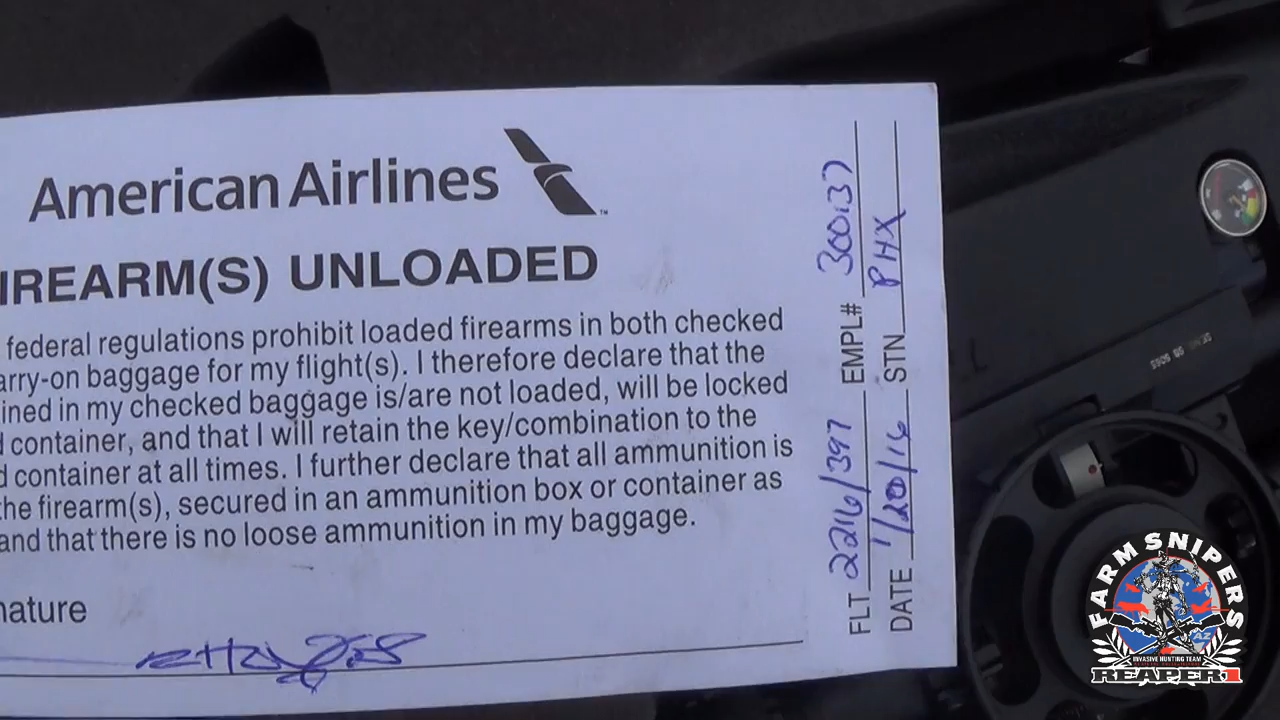 American Airlines
IREARM(S) UNLOADED
federal regulations prohibit loaded firearms in both checked
arry-on baggage for my flight(s). I therefore declare that the
ined in my checked baggage is/are not loaded, will be locked
d container, and that I will retain the key/combination to the
d container at all times. I further declare that all ammunition is
he firearm(s), secured in an ammunition box or container as
and that there is no loose ammunition in my baggage.
nature
FLT 2216/397 EMPL# 300137
DATE 1/20/16 STN PHX
FARM SNIPERS
AZ
INVASIVE HUNTING TEAM
REAPER1